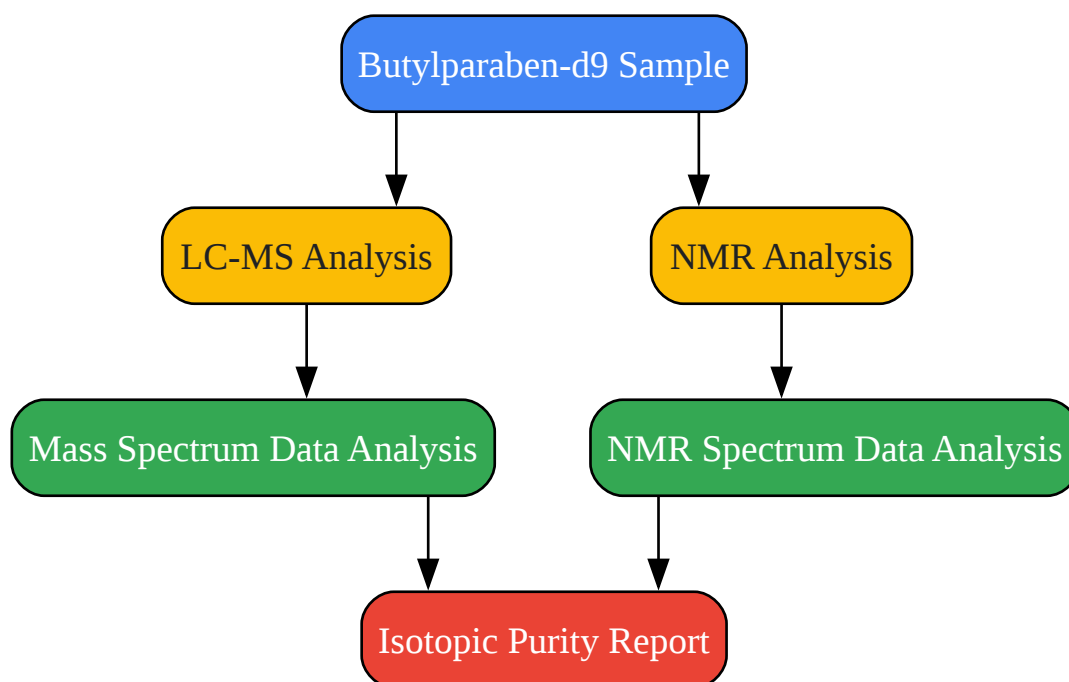 Butylparaben-d9 Sample
LC-MS Analysis
NMR Analysis
Mass Spectrum Data Analysis
NMR Spectrum Data Analysis
Isotopic Purity Report